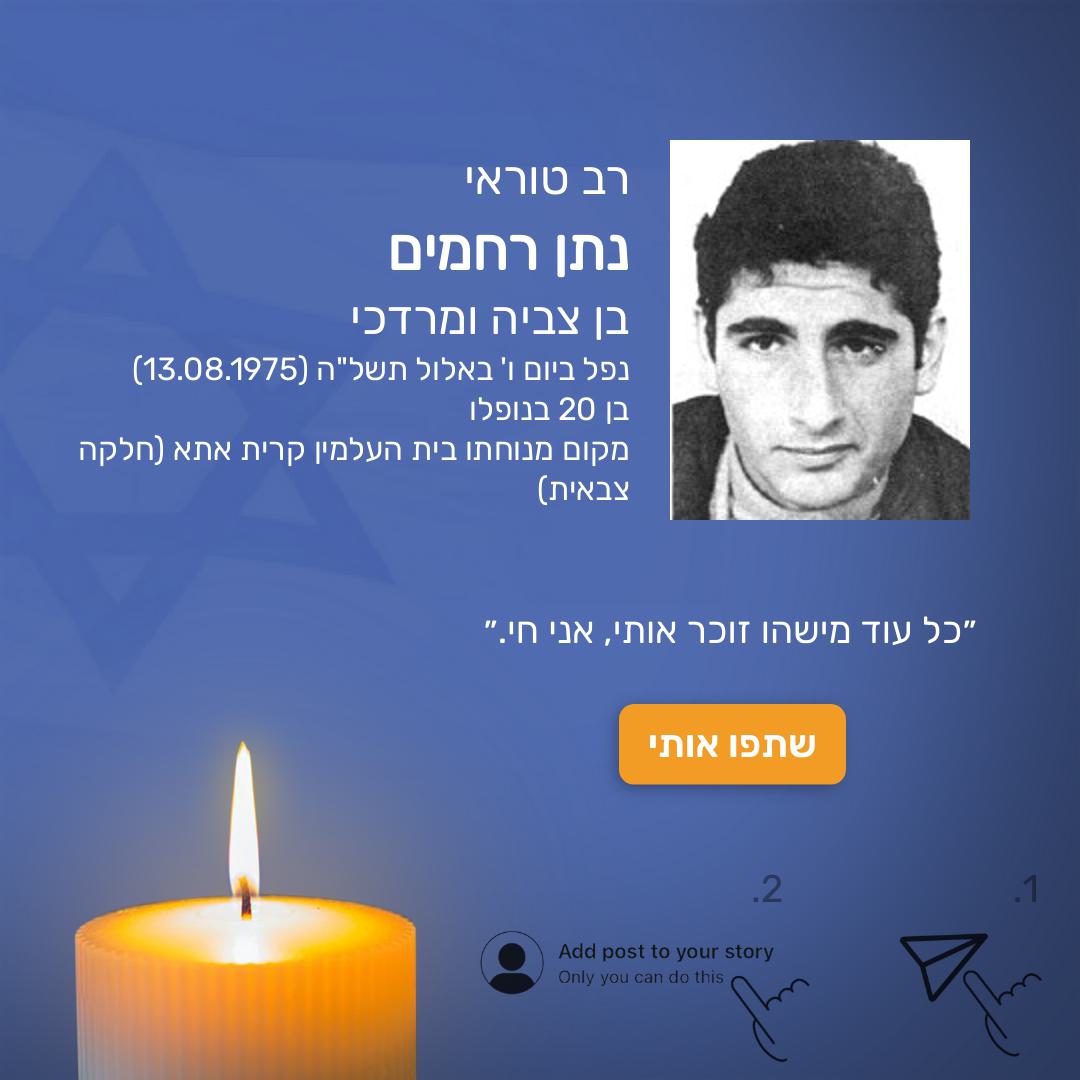 רב טוראי
נתן רחמים
בן צביה ומרדכי
נפל ביום ו' באלול תשל"ה (13.08.1975)
בן 20 בנופלו
מקום מנוחתו בית העלמין קרית אתא (חלקה
צבאית)
״כל עוד מישהו זוכר אותי, אני חי.״
שתפו אותי
.1
.2
Add post to your story
Only you can do this